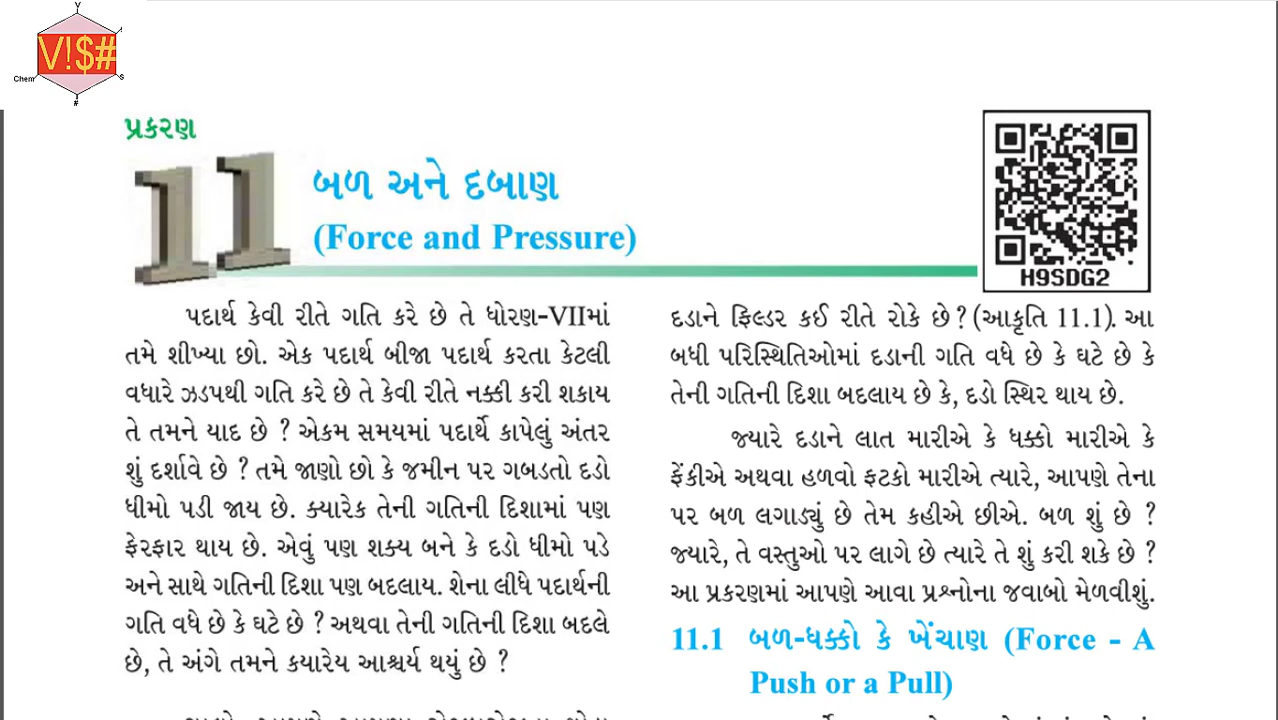 Y
V!$#
Chem
S
#
પ્રકરણ
11
બળ અને દબાણ
(Force and Pressure)
H9SDG2
પદાર્થ કેવી રીતે ગતિ કરે છે તે ધોરણ-VIIમાં
તમે શીખ્યા છો. એક પદાર્થ બીજા પદાર્થ કરતા કેટલી
વધારે ઝડપથી ગતિ કરે છે તે કેવી રીતે નક્કી કરી શકાય
તે તમને યાદ છે ? એકમ સમયમાં પદાર્થે કાપેલું અંતર
શું દર્શાવે છે ? તમે જાણો છો કે જમીન પર ગબડતો દડો
ધીમો પડી જાય છે. ક્યારેક તેની ગતિની દિશામાં પણ
ફેરફાર થાય છે. એવું પણ શક્ય બને કે દડો ધીમો પડે
અને સાથે ગતિની દિશા પણ બદલાય. શેના લીધે પદાર્થની
ગતિ વધે છે કે ઘટે છે ? અથવા તેની ગતિની દિશા બદલે
છે, તે અંગે તમને કયારેય આશ્ચર્ય થયું છે ?
દડાને ફિલ્ડર કઈ રીતે રોકે છે? (આકૃતિ 11.1). આ
બધી પરિસ્થિતિઓમાં દડાની ગતિ વધે છે કે ઘટે છે કે
તેની ગતિની દિશા બદલાય છે કે, દડો સ્થિર થાય છે.
જ્યારે દડાને લાત મારીએ કે ધક્કો મારીએ કે
ફેંકીએ અથવા હળવો ફટકો મારીએ ત્યારે, આપણે તેના
પર બળ લગાડ્યું છે તેમ કહીએ છીએ. બળ શું છે ?
જ્યારે, તે વસ્તુઓ પર લાગે છે ત્યારે તે શું કરી શકે છે ?
આ પ્રકરણમાં આપણે આવા પ્રશ્નોના જવાબો મેળવીશું.
11.1 બળ-ધક્કો કે ખેંચાણ (Force - A
Push or a Pull)